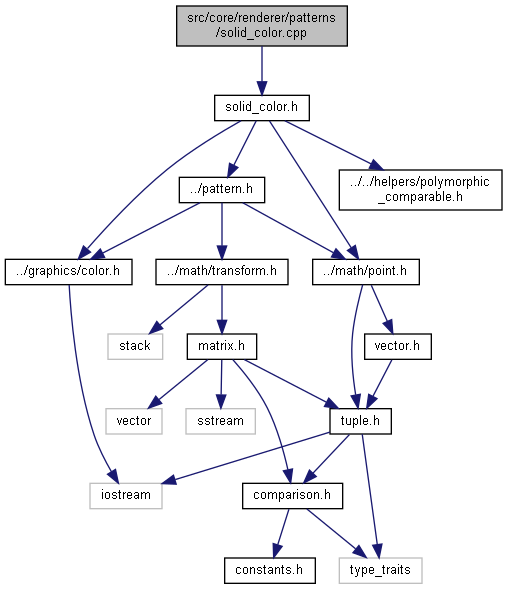 src/core/renderer/patterns
/solid_color.cpp
solid_color.h
../pattern.h
../../helpers/polymorphic
_comparable.h
../graphics/color.h
../math/transform.h
../math/point.h
stack
matrix.h
vector.h
vector
sstream
tuple.h
iostream
comparison.h
constants.h
type_traits